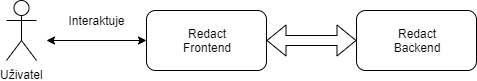 Interaktuje
Redact
Frontend
Redact
Backend
Uživatel